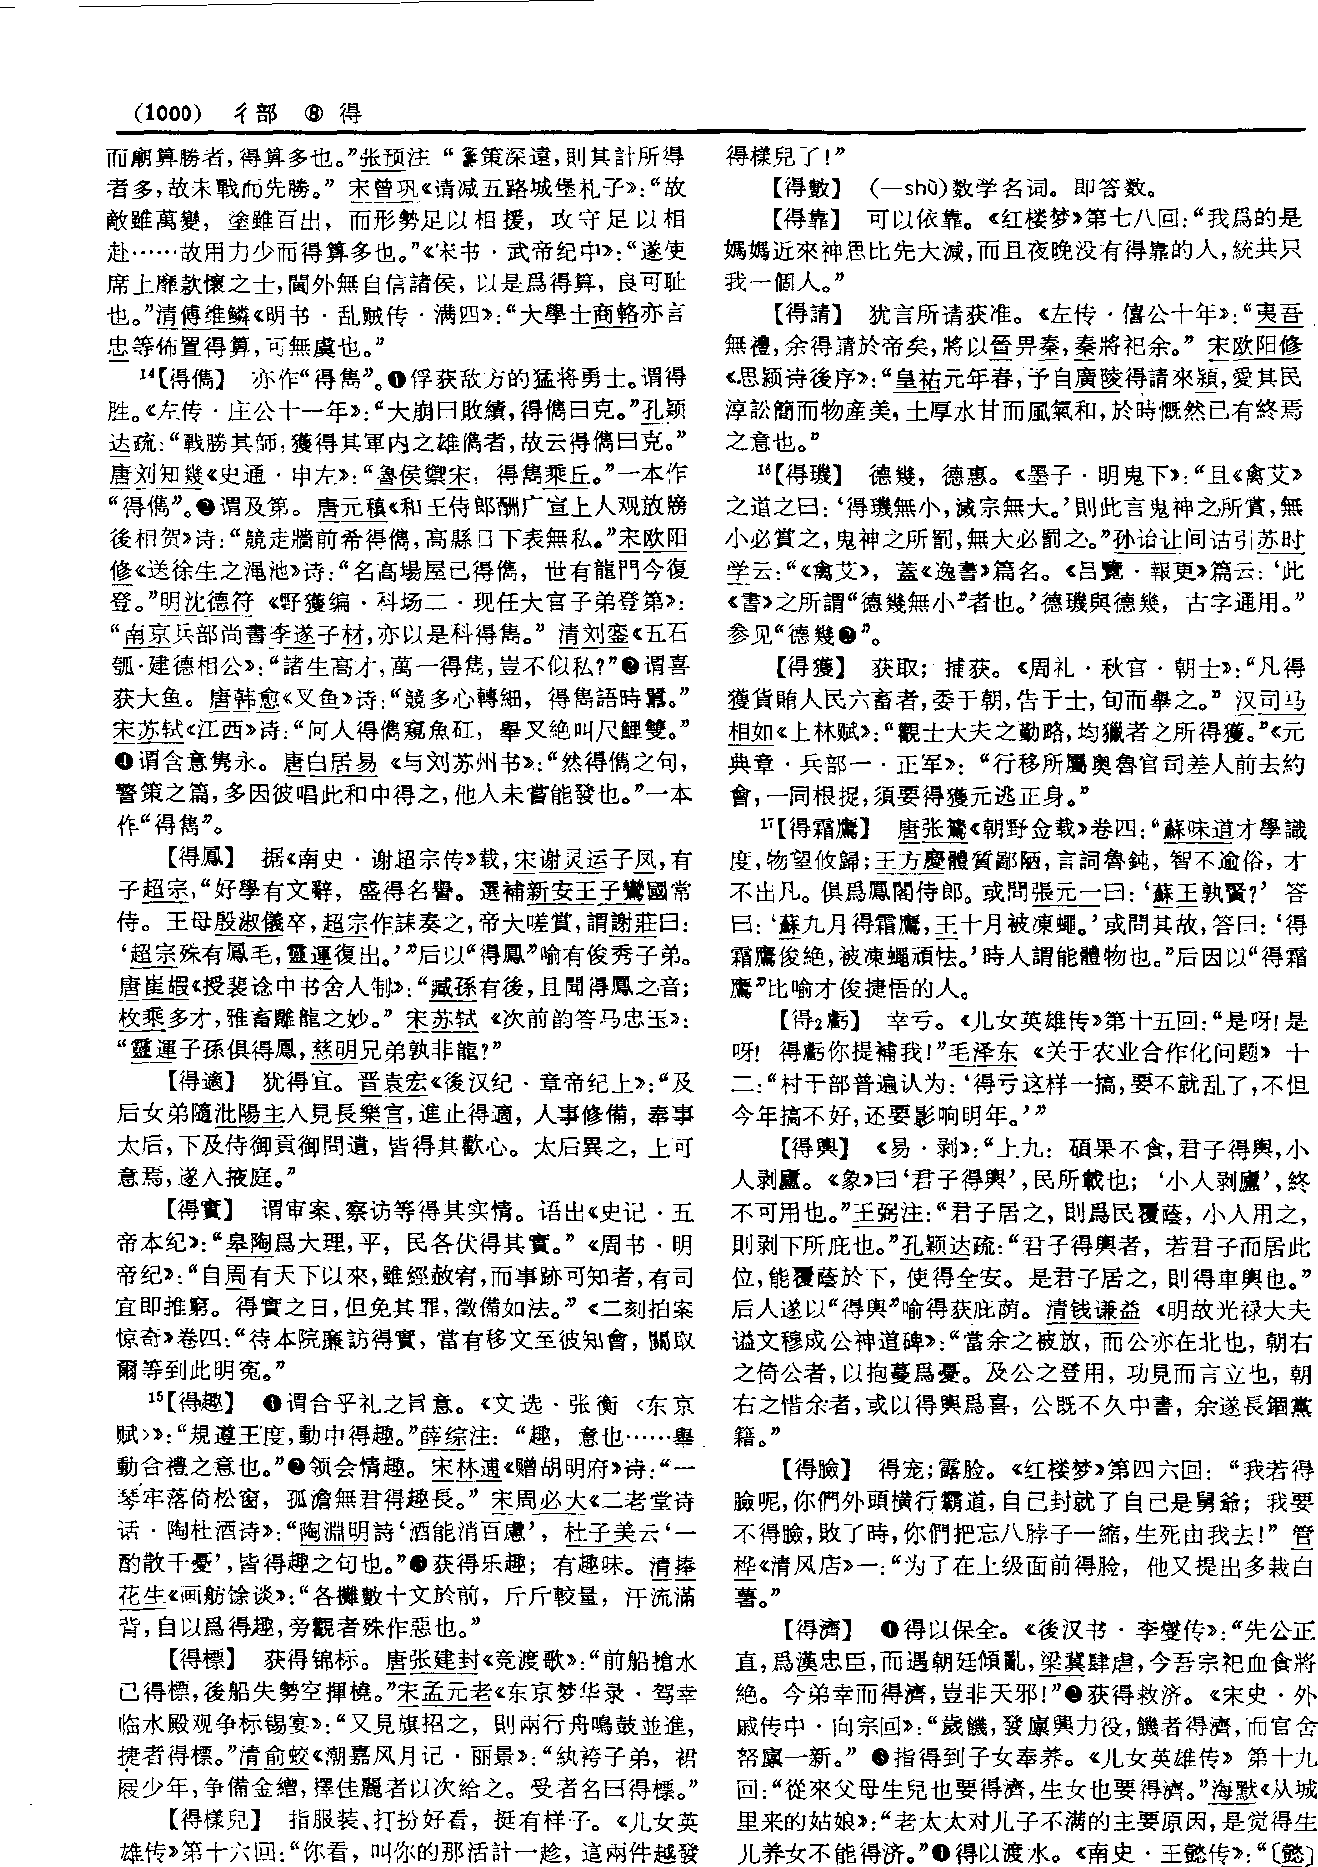 (1000) 彳部 ⑧ 得
而廟算勝者，得算多也。”张预注 “籌策深遠，則其計所得
者多，故未戰而先勝。” 宋曾巩《请减五路城堡札子》：“故
敵雖萬變，塗雖百出，而形勢足以相援，攻守足以相
赴……故用力少而得算多也。”《宋书·武帝纪中》：“遂使
席上靡款懷之士，閫外無自信諸侯，以是爲得算，良可耻
也。”清傅维鳞《明书·乱贼传·满四》：“大學士商輅亦言
忠等佈置得算，可無虞也。”
14【得儁】 亦作“得雋”。❶俘获敌方的猛将勇士。谓得
胜。《左传·庄公十一年》：“大崩曰敗績，得儁曰克。”孔颖
达疏：“戰勝其師，獲得其軍内之雄儁者，故云得儁曰克。”
唐刘知幾《史通·申左》：“魯侯禦宋，得雋乘丘。”一本作
“得儁”。❷谓及第。唐元稹《和王侍郎酬广宣上人观放牓
後相贺》诗：“競走牆前希得儁，高縣日下表無私。”宋欧阳
修《送徐生之渑池》诗：“名高場屋已得儁，世有龍門今復
登。”明沈德符《野獲编·科场二·现任大官子弟登第》：
“南京兵部尚書李遂子材，亦以是科得雋。” 清刘銮《五石
瓠·建德相公》：“諸生高才，萬一得雋，豈不似私？”❸谓喜
获大鱼。唐韩愈《叉鱼》诗：“競多心轉細，得雋語時囂。”
宋苏轼《江西》诗：“何人得儁窺魚矼，舉叉絶叫尺鯉雙。”
❹谓含意隽永。唐白居易《与刘苏州书》：“然得儁之句，
警策之篇，多因彼唱此和中得之，他人未嘗能發也。”一本
作“得雋”。
【得鳳】 据《南史·谢超宗传》载，宋谢灵运子凤，有
子超宗，“好學有文辭，盛得名譽。選補新安王子鸞國常
侍。王母殷淑儀卒，超宗作誄奏之，帝大嗟賞，謂謝莊曰：
‘超宗殊有鳳毛，靈運復出。’”后以“得鳳”喻有俊秀子弟。
唐崔嘏《授裴谂中书舍人制》：“臧孫有後，且聞得鳳之音；
枚乘多才，雅畜雕龍之妙。” 宋苏轼《次前韵答马忠玉》：
“靈運子孫俱得鳳，慈明兄弟孰非龍？”
【得適】 犹得宜。晋袁宏《後汉纪·章帝纪上》：“及
后女弟隨沘陽主入見長樂宫，進止得適，人事修備，奉事
太后，下及侍御貢御問遺，皆得其歡心。太后異之，上可
意焉，遂入掖庭。”
【得實】 谓审案、察访等得其实情。语出《史记·五
帝本纪》：“皋陶爲大理，平，民各伏得其實。”《周书·明
帝纪》：“自周有天下以來，雖經赦宥，而事跡可知者，有司
宜即推窮。得實之日，但免其罪，徵備如法。”《二刻拍案
惊奇》卷四：“待本院廉訪得實，當有移文至彼知會，關取
爾等到此明冤。”
15【得趣】 ❶谓合乎礼之旨意。《文选·张衡〈东京
赋〉》：“規遵王度，動中得趣。”薛综注：“趣，意也……舉
動合禮之意也。”❷领会情趣。宋林逋《赠胡明府》诗：“一
琴牢落倚松窗，孤澹無君得趣長。” 宋周必大《二老堂诗
话·陶杜酒诗》：“陶淵明詩‘酒能消百慮’，杜子美云‘一
酌散千憂’，皆得趣之句也。”❸获得乐趣；有趣味。清捧
花生《画舫馀谈》：“各攤數十文於前，斤斤較量，汗流滿
背，自以爲得趣，旁觀者殊作惡也。”
【得標】 获得锦标。唐张建封《竞渡歌》：“前船搶水
已得標，後船失勢空揮橈。”宋孟元老《东京梦华录·驾幸
临水殿观争标锡宴》：“又見旗招之，則兩行舟鳴鼓並進，
捷者得標。”清俞蛟《潮嘉风月记·丽景》：“紈袴子弟，裙
屐少年，争備金繒，擇佳麗者以次給之。受者名曰得標。”
【得樣兒】 指服装、打扮好看，挺有样子。《儿女英
雄传》第十六回：“你看，叫你的那活計一趁，這兩件越發
得樣兒了！”
【得數】 （—shù）数学名词。即答数。
【得靠】 可以依靠。《红楼梦》第七八回：“我爲的是
媽媽近來神思比先大減，而且夜晚没有得靠的人，統共只
我一個人。”
【得請】 犹言所请获准。《左传·僖公十年》：“夷吾
無禮，余得請於帝矣，將以晉畀秦，秦將祀余。” 宋欧阳修
《思颍诗後序》：“皇祐元年春，予自廣陵得請來潁，愛其民
淳訟簡而物産美，土厚水甘而風氣和，於時慨然已有終焉
之意也。”
16【得璣】 德幾，德惠。《墨子·明鬼下》：“且《禽艾》
之道之曰：‘得璣無小，滅宗無大。’則此言鬼神之所賞，無
小必賞之，鬼神之所罰，無大必罰之。”孙诒让间诂引苏时
学云：“《禽艾》，蓋《逸書》篇名。《吕覽·報更》篇云：‘此
《書》之所謂“德幾無小”者也。’德璣與德幾，古字通用。”
参见“德幾❷”。
【得獲】 获取；捕获。《周礼·秋官·朝士》：“凡得
獲貨賄人民六畜者，委于朝，告于士，旬而舉之。” 汉司马
相如《上林赋》：“觀士大夫之勤略，均獵者之所得獲。”《元
典章·兵部一·正军》：“行移所屬奥魯官司差人前去約
會，一同根捉，須要得獲元逃正身。”
17【得霜鷹】 唐张鷟《朝野佥载》卷四：“蘇味道才學識
度，物望攸歸；王方慶體質鄙陋，言詞魯鈍，智不逾俗，才
不出凡。俱爲鳳閣侍郎。或問張元一曰：‘蘇王孰賢？’ 答
曰：‘蘇九月得霜鷹，王十月被凍蠅。’或問其故，答曰：‘得
霜鷹俊絶，被凍蠅頑怯。’時人謂能體物也。”后因以“得霜
鷹”比喻才俊捷悟的人。
【得2虧】 幸亏。《儿女英雄传》第十五回：“是呀！是
呀！得虧你提補我！”毛泽东《关于农业合作化问题》十
二：“村干部普遍认为：‘得亏这样一搞，要不就乱了，不但
今年搞不好，还要影响明年。’”
【得輿】 《易·剥》：“上九：碩果不食，君子得輿，小
人剥廬。《象》曰‘君子得輿’，民所載也；‘小人剥廬’，終
不可用也。”王弼注：“君子居之，則爲民覆蔭，小人用之，
則剥下所庇也。”孔颖达疏：“君子得輿者，若君子而居此
位，能覆蔭於下，使得全安。是君子居之，則得車輿也。”
后人遂以“得輿”喻得获庇荫。清钱谦益《明故光禄大夫
谥文穆成公神道碑》：“當余之被放，而公亦在北也，朝右
之倚公者，以抱蔓爲憂。及公之登用，功見而言立也，朝
右之惜余者，或以得輿爲喜，公既不久中書，余遂長錮黨
籍。”
【得臉】 得宠；露脸。《红楼梦》第四六回：“我若得
臉呢，你們外頭横行霸道，自己封就了自己是舅爺；我要
不得臉，敗了時，你們把忘八脖子一縮，生死由我去！” 管
桦《清风店》一：“为了在上级面前得脸，他又提出多栽白
薯。”
【得濟】 ❶得以保全。《後汉书·李燮传》：“先公正
直，爲漢忠臣，而遇朝廷傾亂，梁冀肆虐，令吾宗祀血食將
絶。今弟幸而得濟，豈非天邪！”❷获得救济。《宋史·外
戚传中·向宗回》：“歲饑，發廩興力役，饑者得濟，而官舍
帑廩一新。” ❸指得到子女奉养。《儿女英雄传》第十九
回：“從來父母生兒也要得濟，生女也要得濟。”海默《从城
里来的姑娘》：“老太太对儿子不满的主要原因，是觉得生
儿养女不能得济。”❹得以渡水。《南史·王懿传》：“〔懿〕